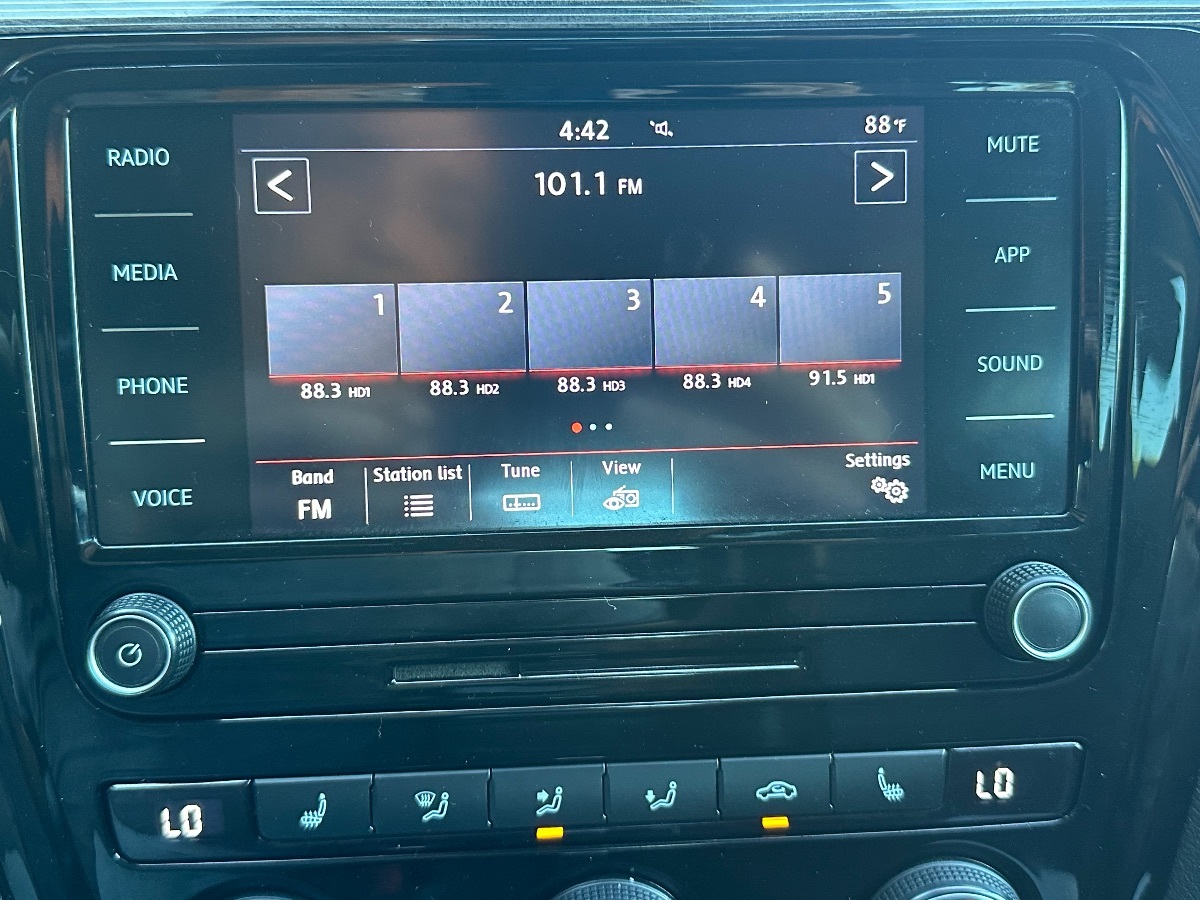 4:42
88°F
RADIO
MUTE
101.1 FM
MEDIA
APP
1
2
3
4
5
88.3 HD1
88.3 HD2
88.3 HD3
88.3 HD4
91.5 HD1
PHONE
SOUND
Band
Station list
Tune
View
Settings
FM
VOICE
MENU
LO
LO